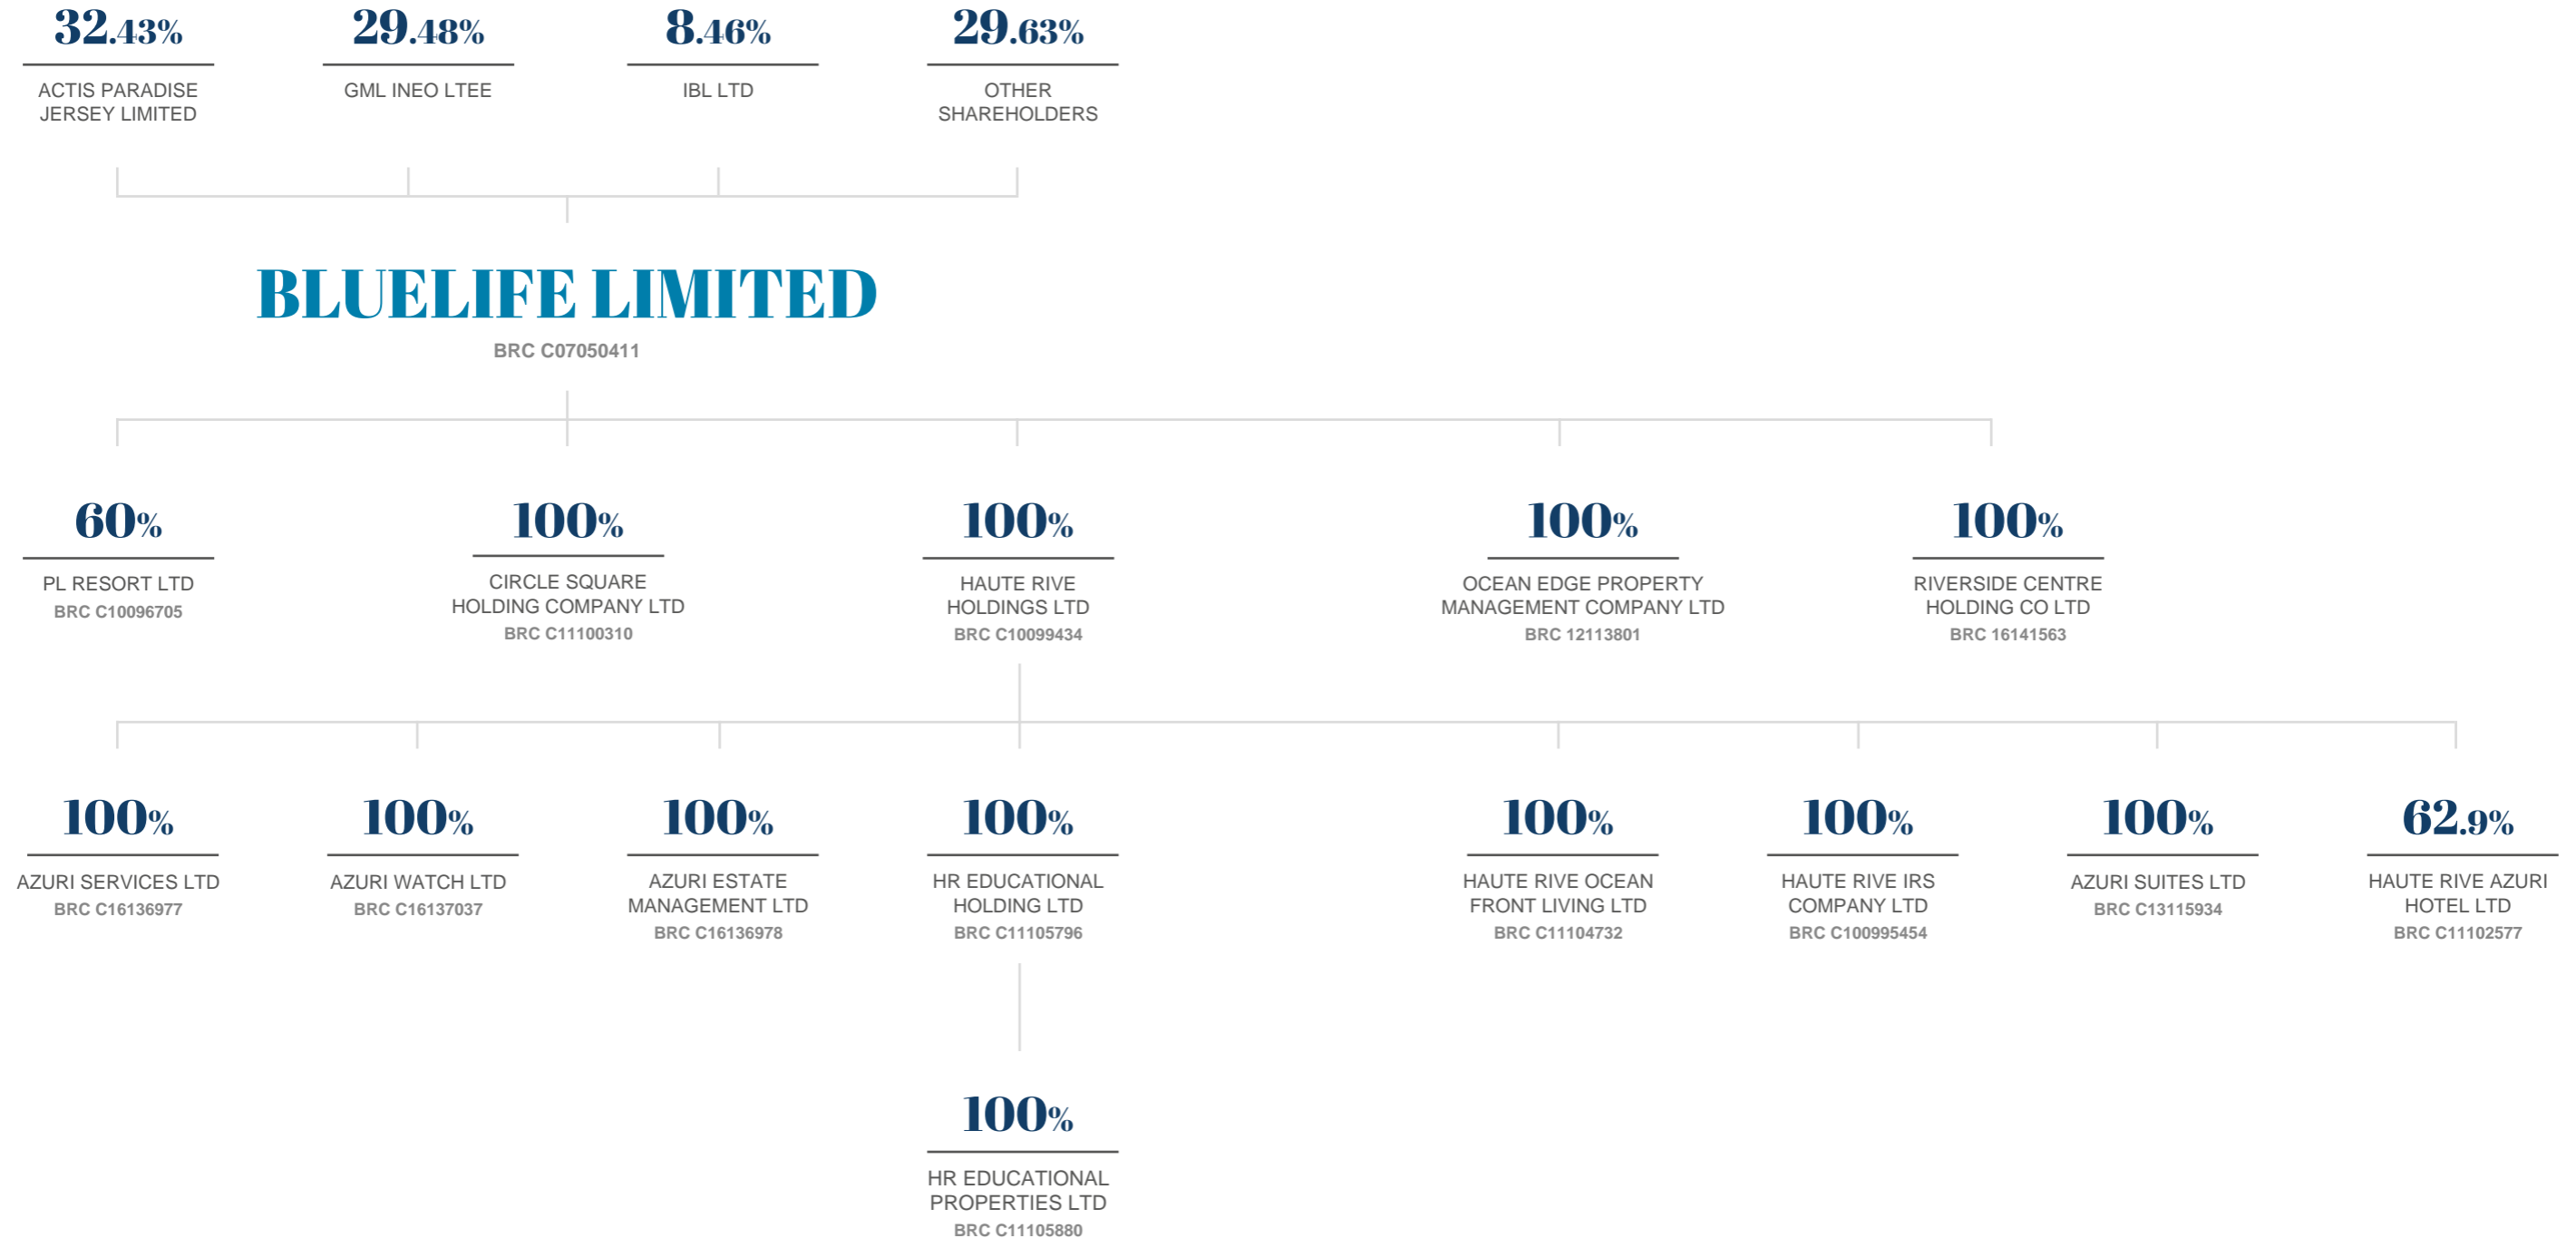 32.43%
ACTIS PARADISE
JERSEY LIMITED
29.48%
GML INEO LTEE
8.46%
IBL LTD
29.63%
OTHER
SHAREHOLDERS
BLUELIFE LIMITED
BRC C07050411
60%
PL RESORT LTD
BRC C10096705
100%
CIRCLE SQUARE
HOLDING COMPANY LTD
BRC C11100310
100%
HAUTE RIVE
HOLDINGS LTD
BRC C10099434
100%
OCEAN EDGE PROPERTY
MANAGEMENT COMPANY LTD
BRC 12113801
100%
RIVERSIDE CENTRE
HOLDING CO LTD
BRC 16141563
100%
AZURI SERVICES LTD
BRC C16136977
100%
AZURI WATCH LTD
BRC C16137037
100%
AZURI ESTATE
MANAGEMENT LTD
BRC C16136978
100%
HR EDUCATIONAL
HOLDING LTD
BRC C11105796
100%
HAUTE RIVE OCEAN
FRONT LIVING LTD
BRC C11104732
100%
HAUTE RIVE IRS
COMPANY LTD
BRC C100995454
100%
AZURI SUITES LTD
BRC C13115934
62.9%
HAUTE RIVE AZURI
HOTEL LTD
BRC C11102577
100%
HR EDUCATIONAL
PROPERTIES LTD
BRC C11105880